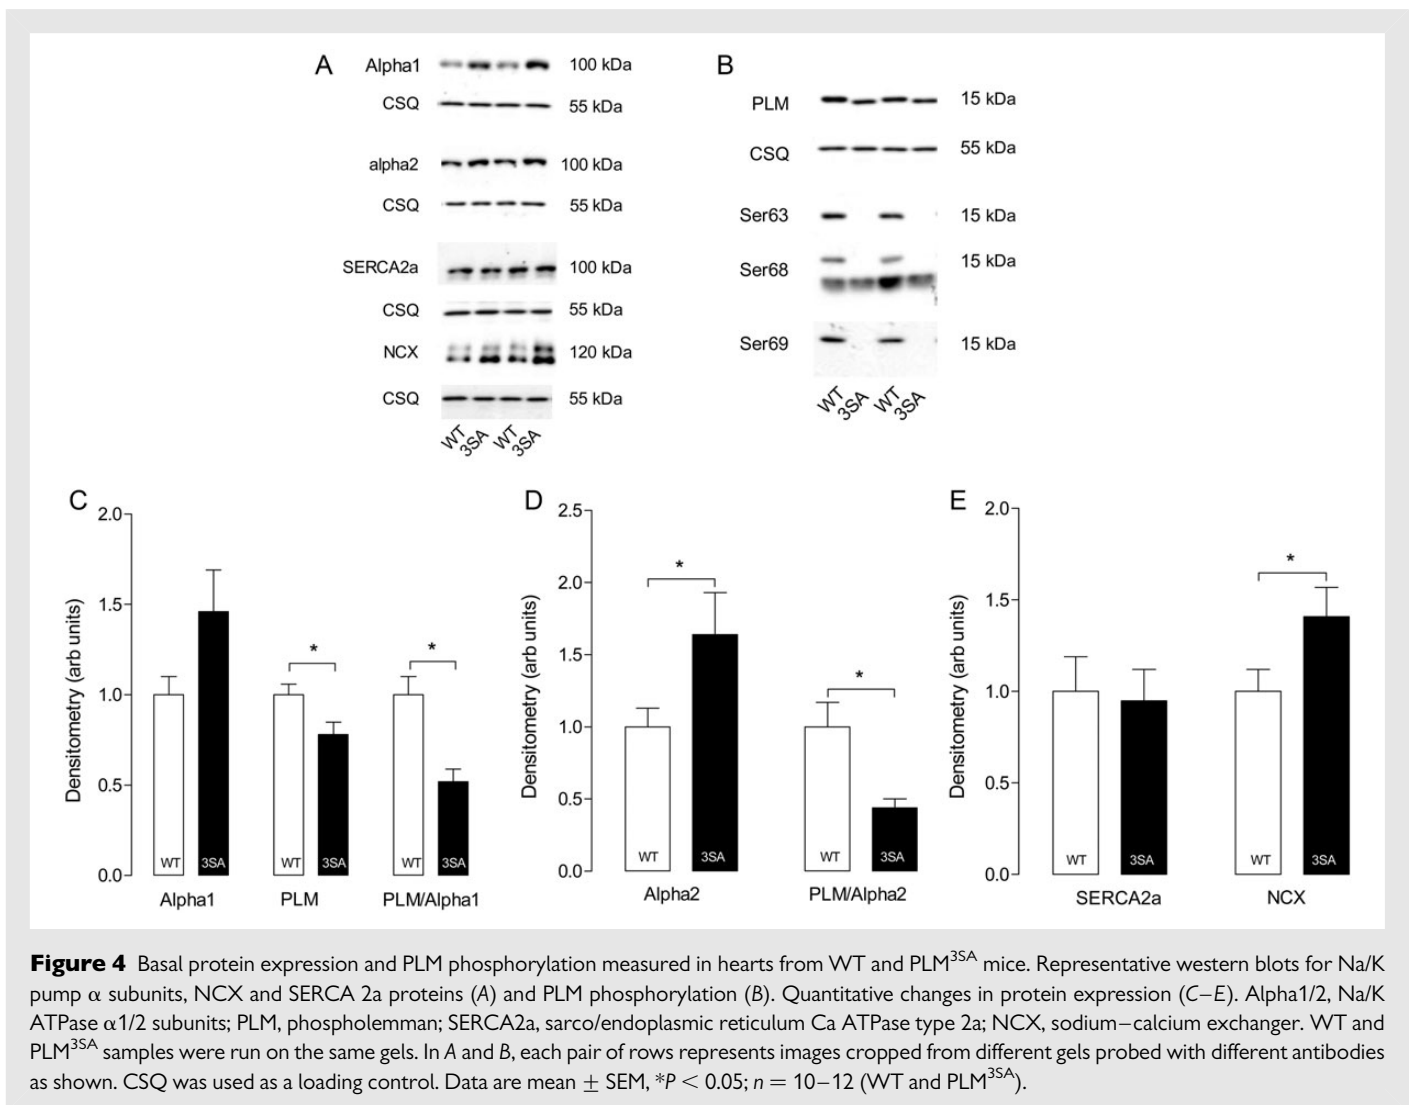 A
Alpha1 100 kDa
CSQ 55 kDa
alpha2 100 kDa
CSQ 55 kDa
SERCA2a 100 kDa
CSQ 55 kDa
NCX 120 kDa
CSQ 55 kDa
WT 3SA WT 3SA
B
PLM 15 kDa
CSQ 55 kDa
Ser63 15 kDa
Ser68 15 kDa
Ser69 15 kDa
WT 3SA WT 3SA
C
Densitometry (arb units)
2.0
1.5
1.0
0.5
0.0
* *
WT 3SA WT 3SA WT 3SA
Alpha1 PLM PLM/Alpha1
D
Densitometry (arb units)
2.5
2.0
1.5
1.0
0.5
0.0
* *
WT 3SA WT 3SA
Alpha2 PLM/Alpha2
E
Densitometry (arb units)
2.0
1.5
1.0
0.5
0.0
*
WT 3SA WT 3SA
SERCA2a NCX
Figure 4 Basal protein expression and PLM phosphorylation measured in hearts from WT and PLM3SA mice. Representative western blots for Na/K
pump α subunits, NCX and SERCA 2a proteins (A) and PLM phosphorylation (B). Quantitative changes in protein expression (C–E). Alpha1/2, Na/K
ATPase α1/2 subunits; PLM, phospholemman; SERCA2a, sarco/endoplasmic reticulum Ca ATPase type 2a; NCX, sodium–calcium exchanger. WT and
PLM3SA samples were run on the same gels. In A and B, each pair of rows represents images cropped from different gels probed with different antibodies
as shown. CSQ was used as a loading control. Data are mean ± SEM, *P < 0.05; n = 10–12 (WT and PLM3SA).